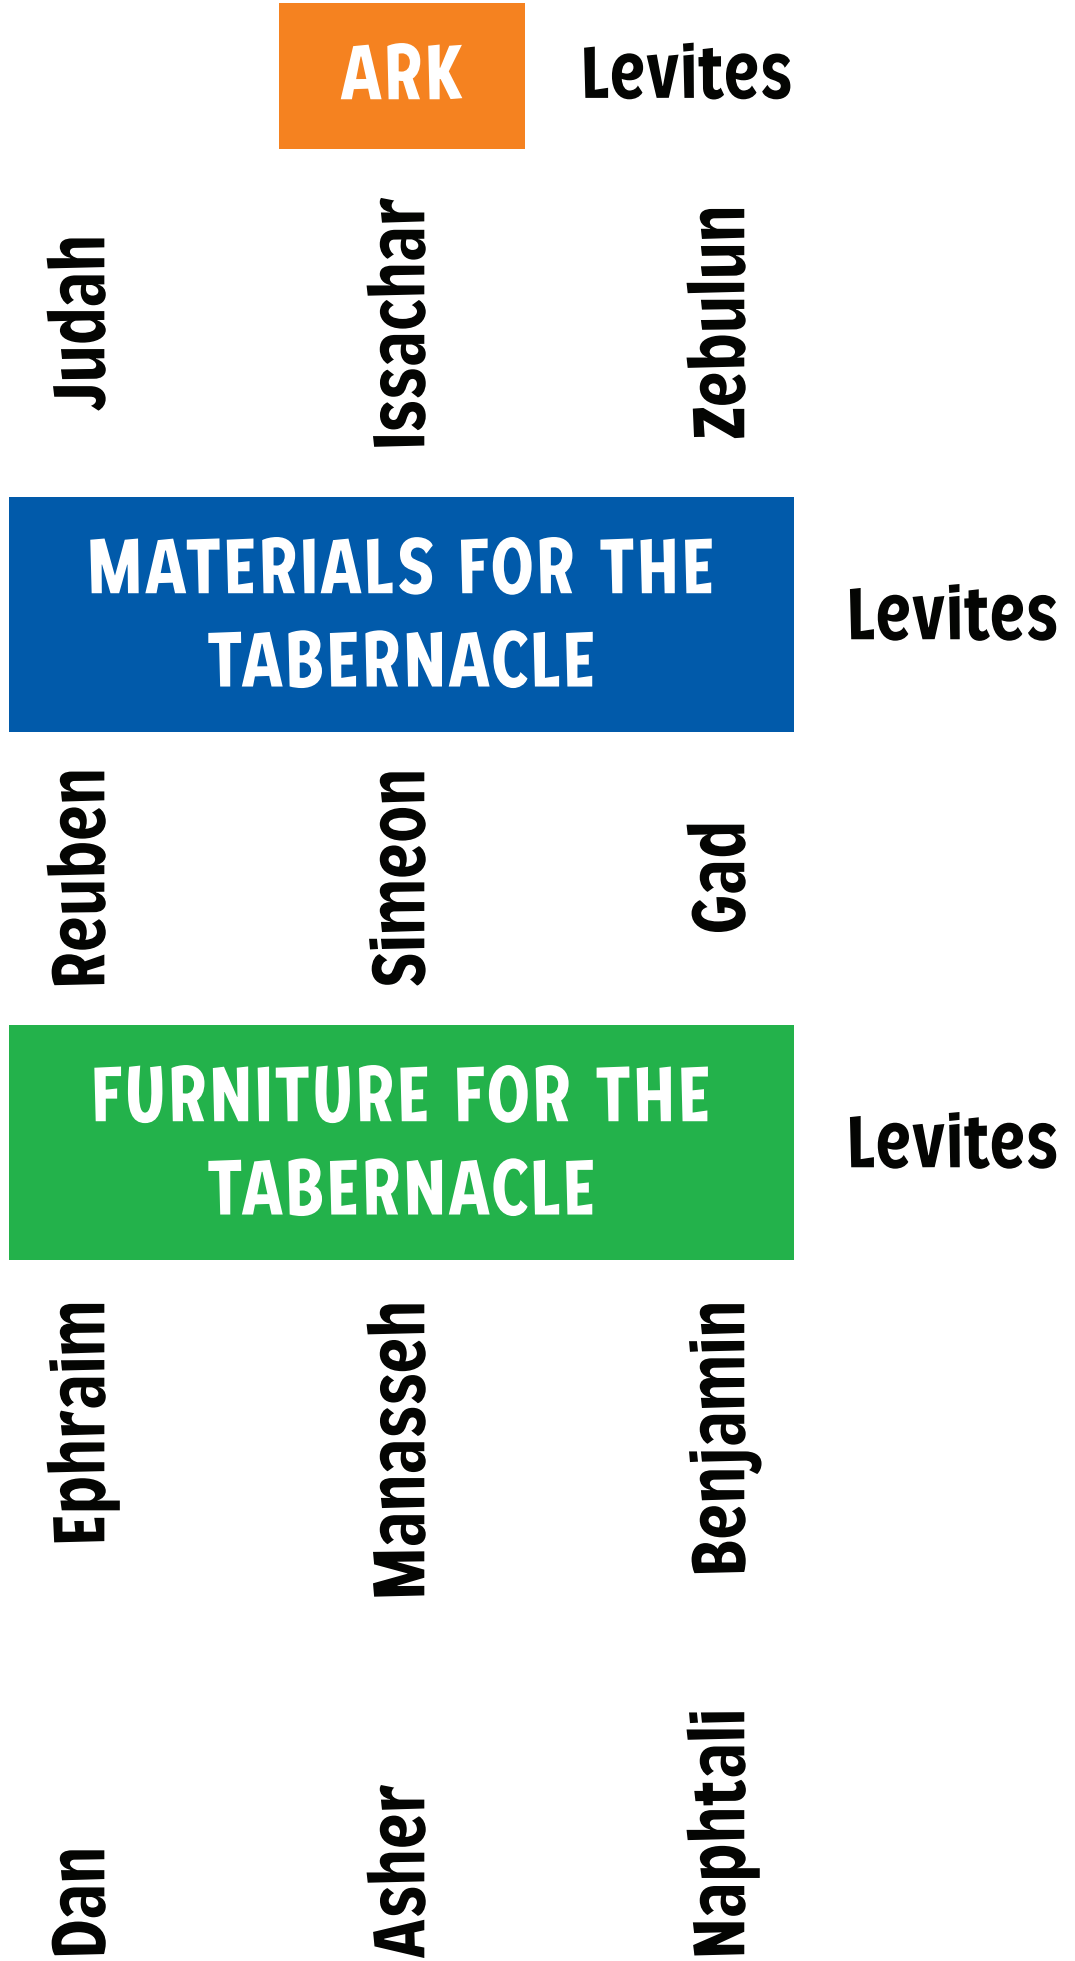 ARK
Levites
Judah
Issachar
Zebulun
MATERIALS FOR THE
TABERNACLE
Levites
Reuben
Simeon
Gad
FURNITURE FOR THE
TABERNACLE
Levites
Ephraim
Manasseh
Benjamin
Dan
Asher
Naphtali